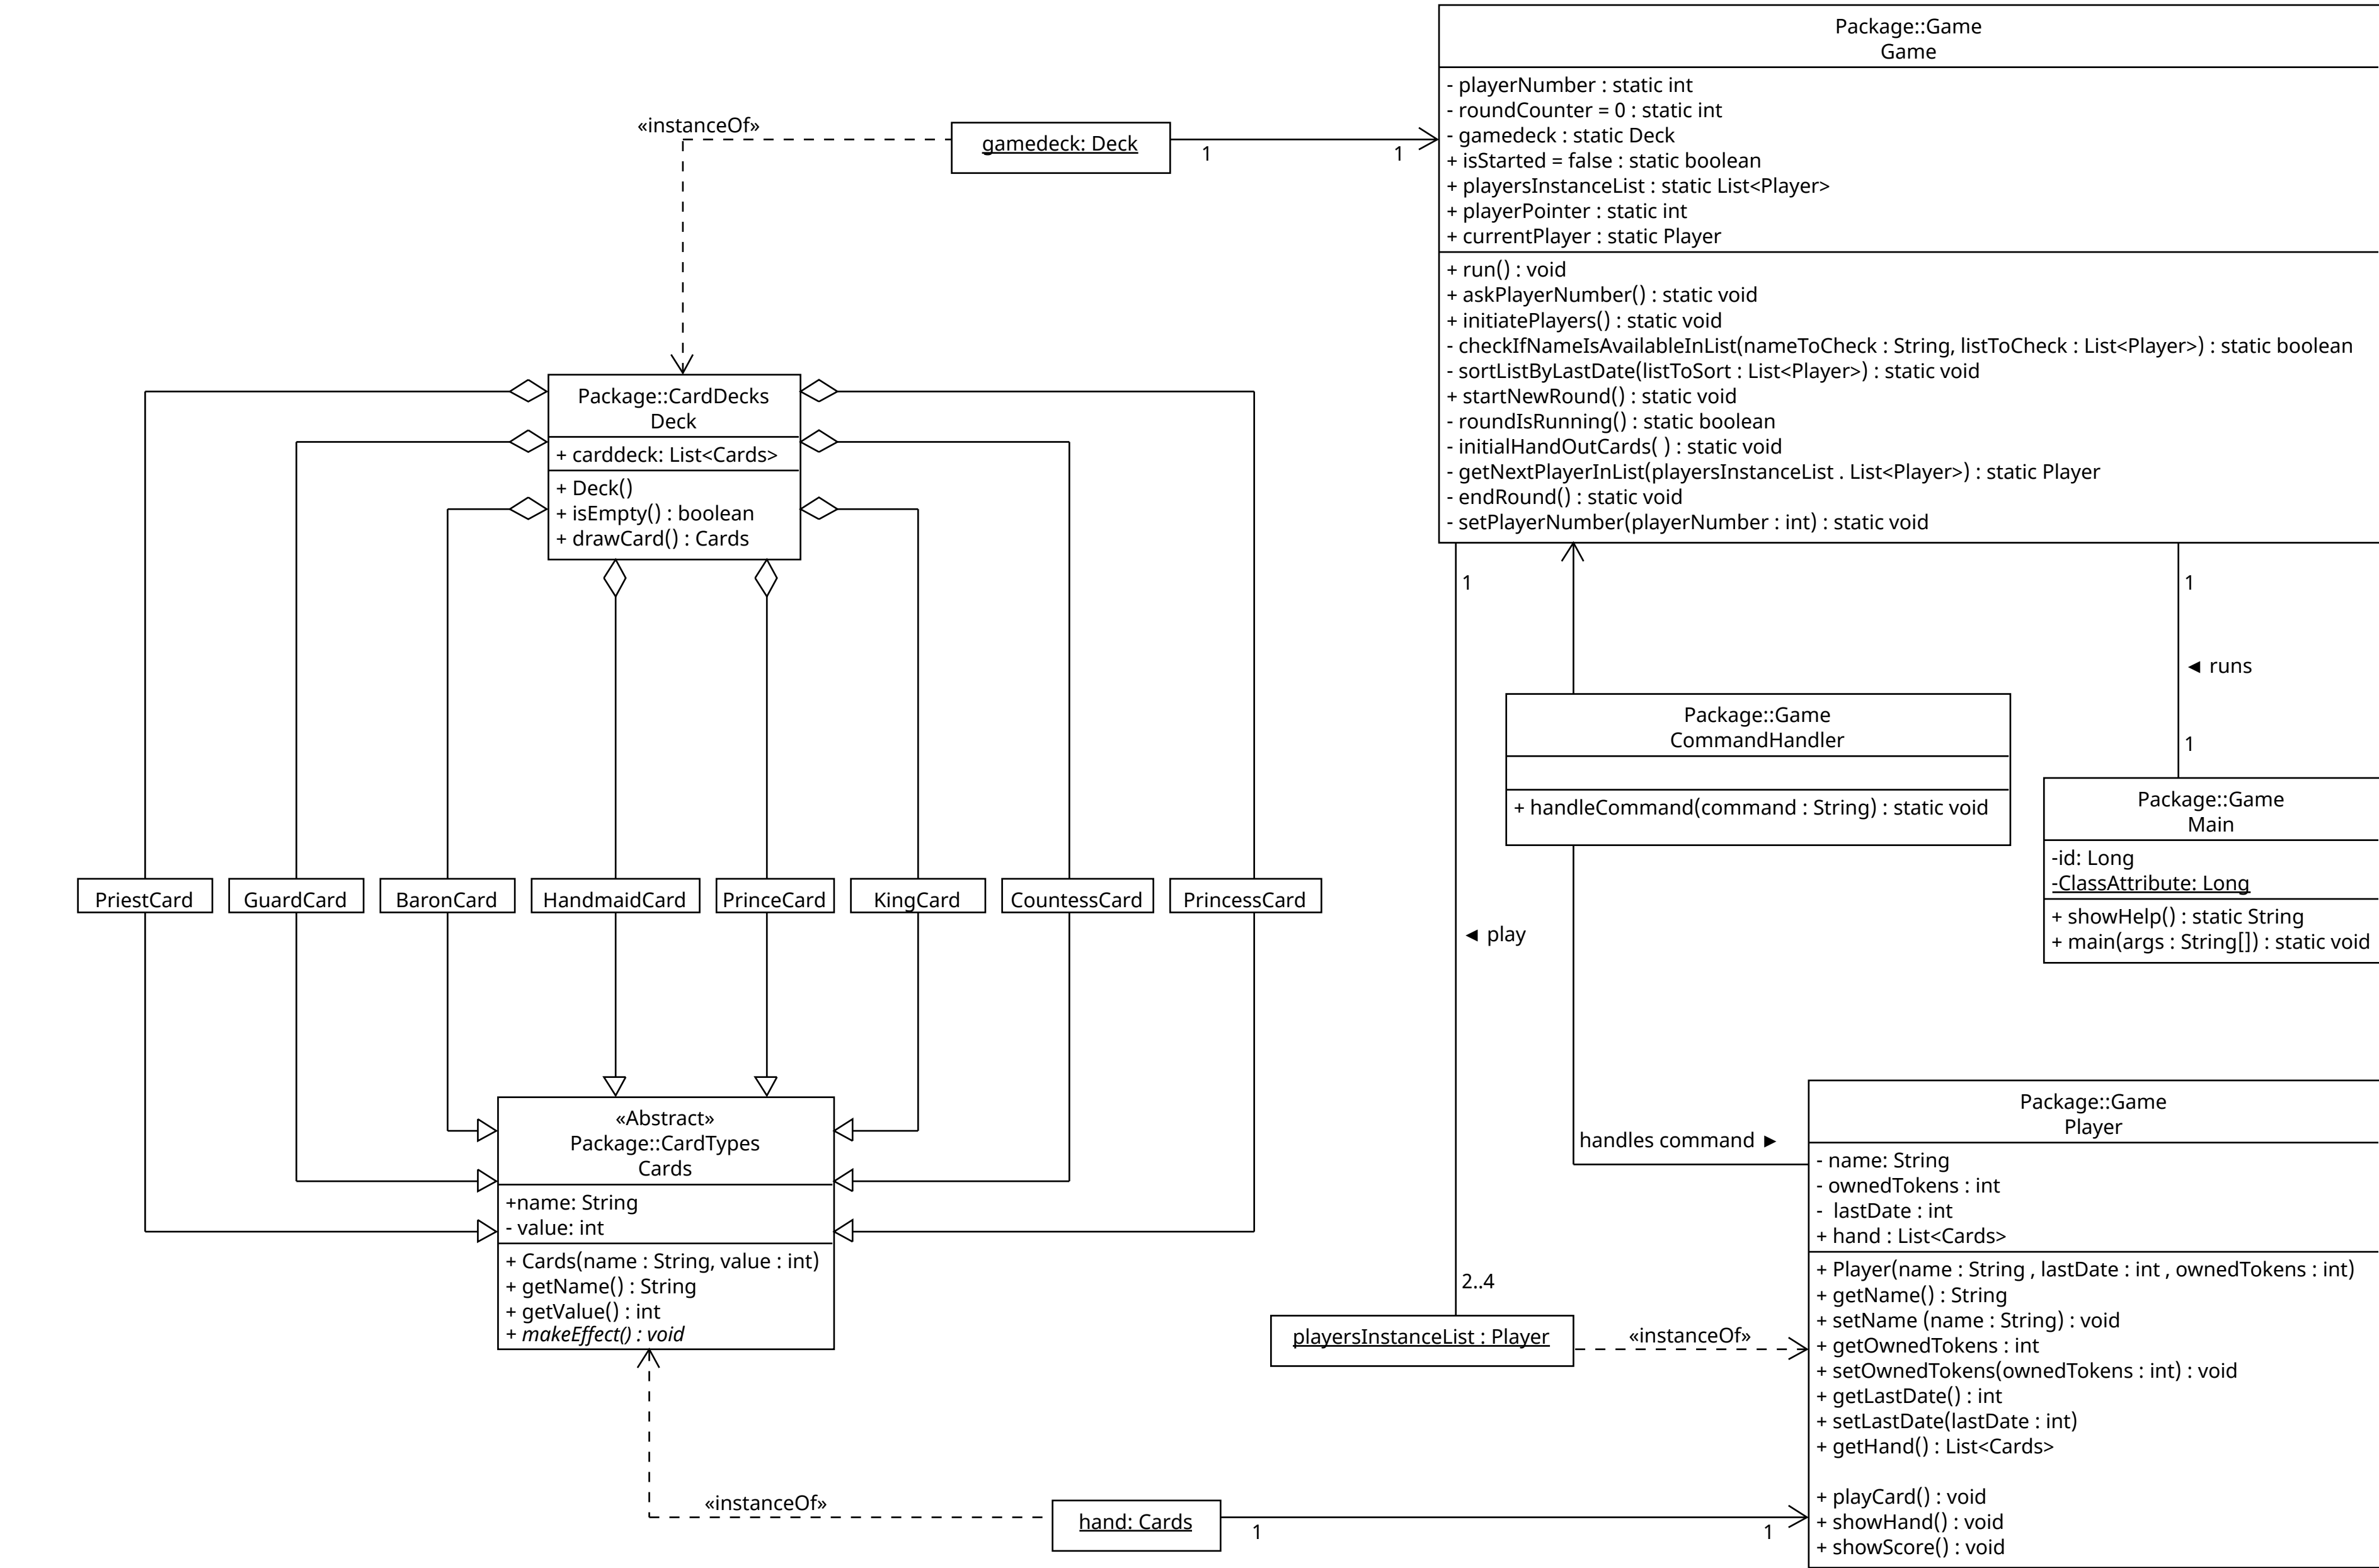 Package::Game
Game
- playerNumber : static int
- roundCounter = 0 : static int
- gamedeck : static Deck
+ isStarted = false : static boolean
+ playersInstanceList : static List<Player>
+ playerPointer : static int
+ currentPlayer : static Player
+ run() : void
+ askPlayerNumber() : static void
+ initiatePlayers() : static void
- checkIfNameIsAvailableInList(nameToCheck : String, listToCheck : List<Player>) : static boolean
- sortListByLastDate(listToSort : List<Player>) : static void
+ startNewRound() : static void
- roundIsRunning() : static boolean
- initialHandOutCards( ) : static void
- getNextPlayerInList(playersInstanceList . List<Player>) : static Player
- endRound() : static void
- setPlayerNumber(playerNumber : int) : static void
«instanceOf»
gamedeck: Deck
1
1
Package::CardDecks
Deck
+ carddeck: List<Cards>
+ Deck()
+ isEmpty() : boolean
+ drawCard() : Cards
1
1
◄ runs
1
Package::Game
CommandHandler
+ handleCommand(command : String) : static void
Package::Game
Main
-id: Long
-ClassAttribute: Long
+ showHelp() : static String
+ main(args : String[]) : static void
PriestCard
GuardCard
BaronCard
HandmaidCard
PrinceCard
KingCard
CountessCard
PrincessCard
◄ play
«Abstract»
Package::CardTypes
Cards
+name: String
- value: int
+ Cards(name : String, value : int)
+ getName() : String
+ getValue() : int
+ makeEffect() : void
handles command ►
2..4
playersInstanceList : Player
«instanceOf»
Package::Game
Player
- name: String
- ownedTokens : int
-  lastDate : int
+ hand : List<Cards>
+ Player(name : String , lastDate : int , ownedTokens : int)
+ getName() : String
+ setName (name : String) : void
+ getOwnedTokens : int
+ setOwnedTokens(ownedTokens : int) : void
+ getLastDate() : int
+ setLastDate(lastDate : int)
+ getHand() : List<Cards>
+ playCard() : void
+ showHand() : void
+ showScore() : void
«instanceOf»
hand: Cards
1
1